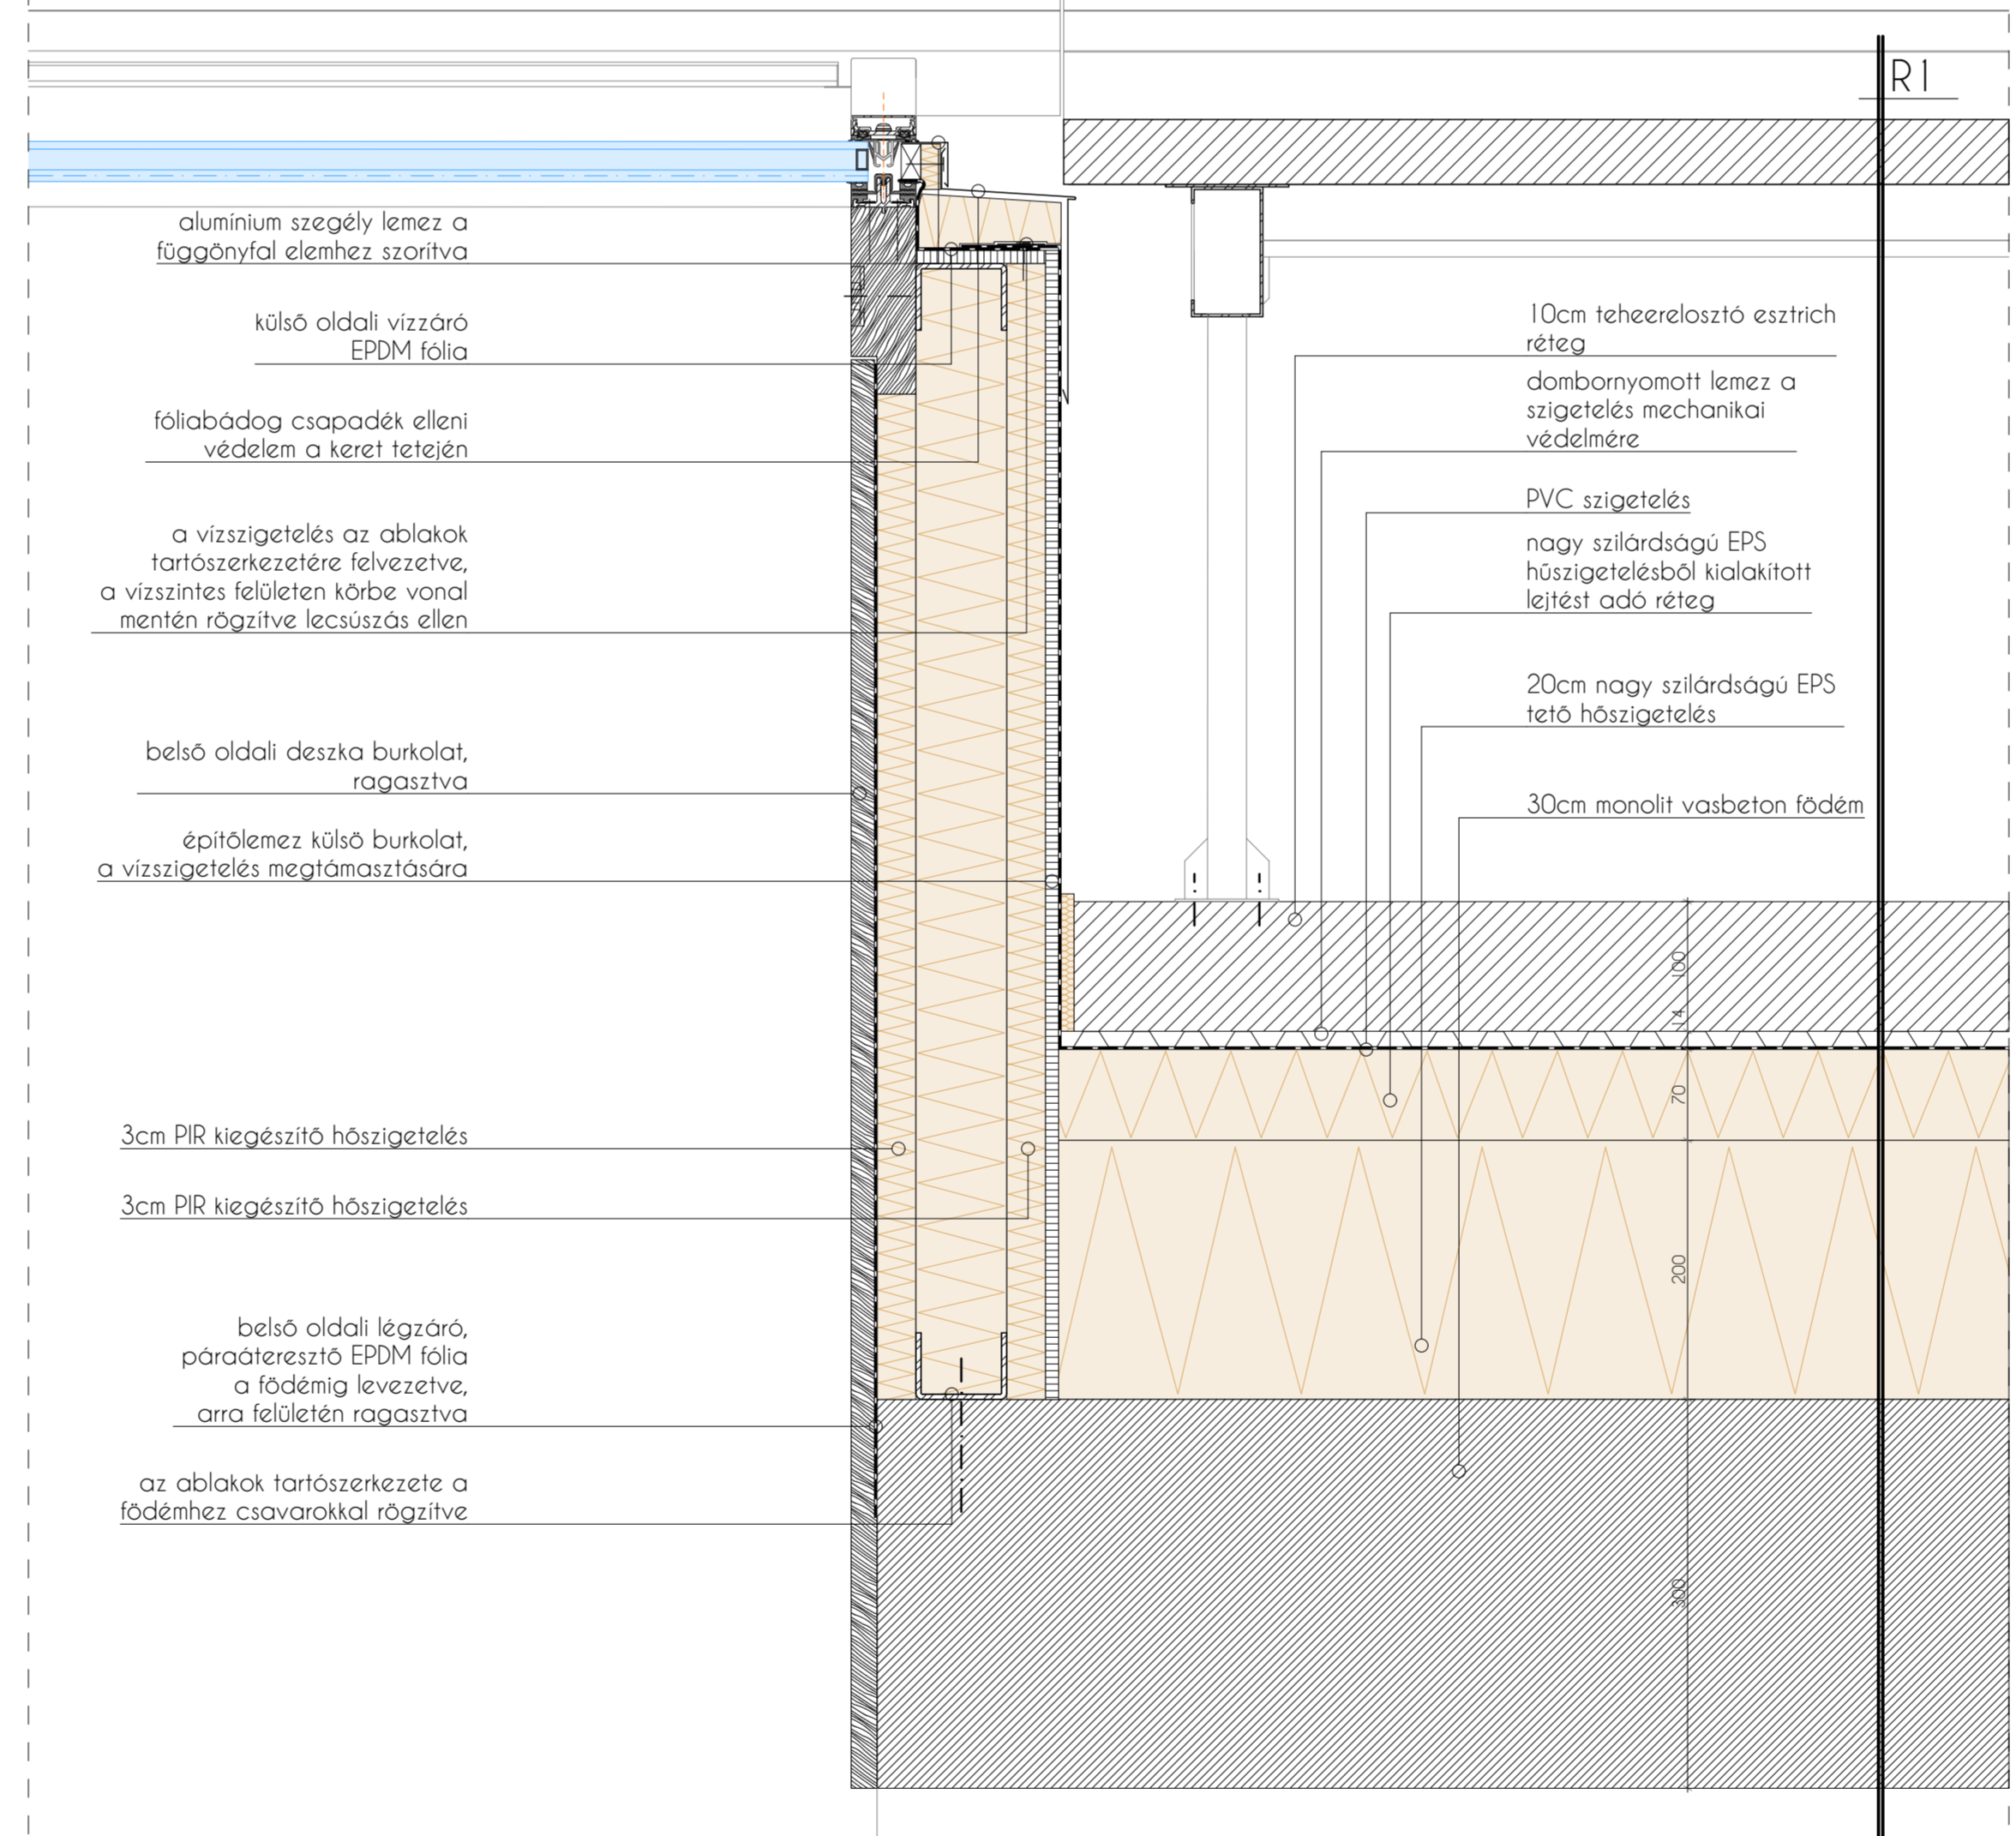 R1
alumínium szegély lemez a
függönyfal elemhez szorítva
külső oldali vízzáró
EPDM fólia
fóliabádog csapadék elleni
védelem a keret tetején
a vízszigetelés az ablakok
tartószerkezetére felvezetve,
a vízszintes felületen körbe vonal
mentén rögzítve lecsúszás ellen
belső oldali deszka burkolat,
ragasztva
építőlemez külsö burkolat,
a vízszigetelés megtámasztására
3cm PIR kiegészítő hőszigetelés
3cm PIR kiegészítő hőszigetelés
belső oldali légzáró,
páraáteresztő EPDM fólia
a födémig levezetve,
arra felületén ragasztva
az ablakok tartószerkezete a
födémhez csavarokkal rögzítve
10cm teheerelosztó esztrich
réteg
dombornyomott lemez a
szigetelés mechanikai
védelmére
PVC szigetelés
nagy szilárdságú EPS
hűszigetelésből kialakított
lejtést adó réteg
20cm nagy szilárdságú EPS
tető hőszigetelés
30cm monolit vasbeton födém
100
14
70
200
300